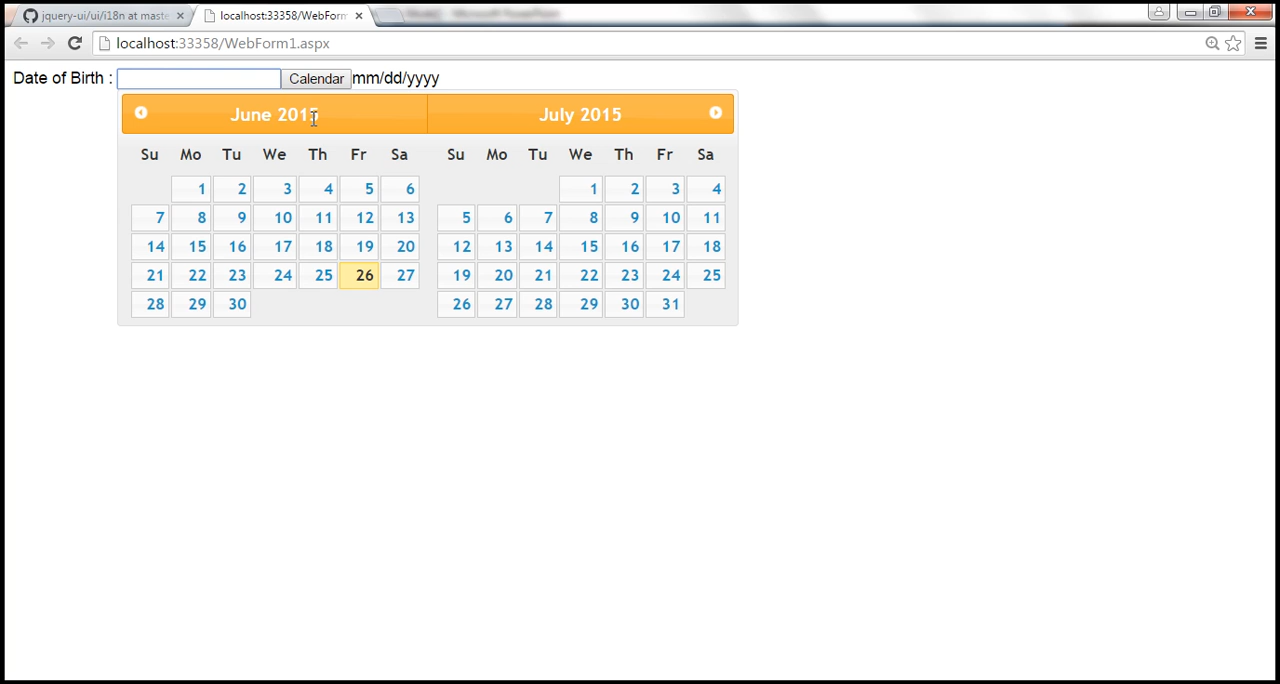 jquery-ui/ui/i18n at maste
localhost:33358/WebForm
localhost:33358/WebForm1.aspx
Date of Birth : Calendar mm/dd/yyyy
June 2015 July 2015
Su Mo Tu We Th Fr Sa Su Mo Tu We Th Fr Sa
1 2 3 4 5 6 1 2 3 4
7 8 9 10 11 12 13 5 6 7 8 9 10 11
14 15 16 17 18 19 20 12 13 14 15 16 17 18
21 22 23 24 25 26 27 19 20 21 22 23 24 25
28 29 30 26 27 28 29 30 31